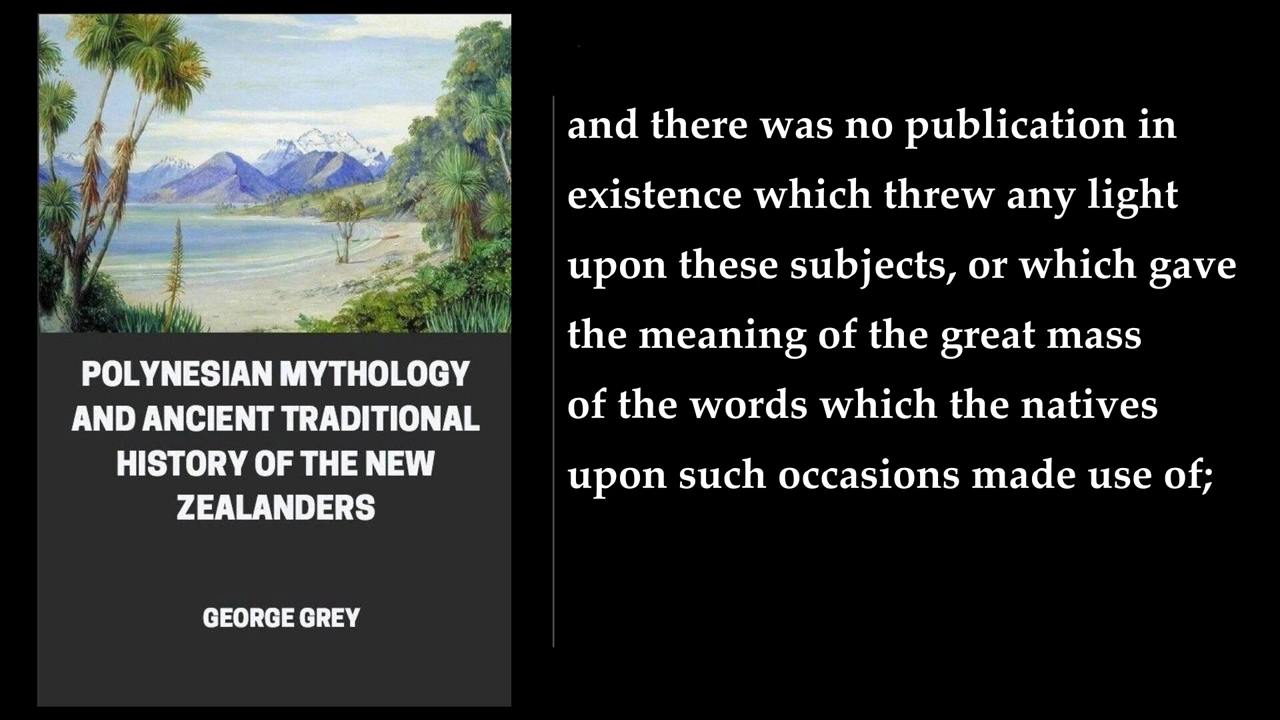 POLYNESIAN MYTHOLOGY
AND ANCIENT TRADITIONAL
HISTORY OF THE NEW
ZEALANDERS
GEORGE GREY
and there was no publication in
existence which threw any light
upon these subjects, or which gave
the meaning of the great mass
of the words which the natives
upon such occasions made use of;